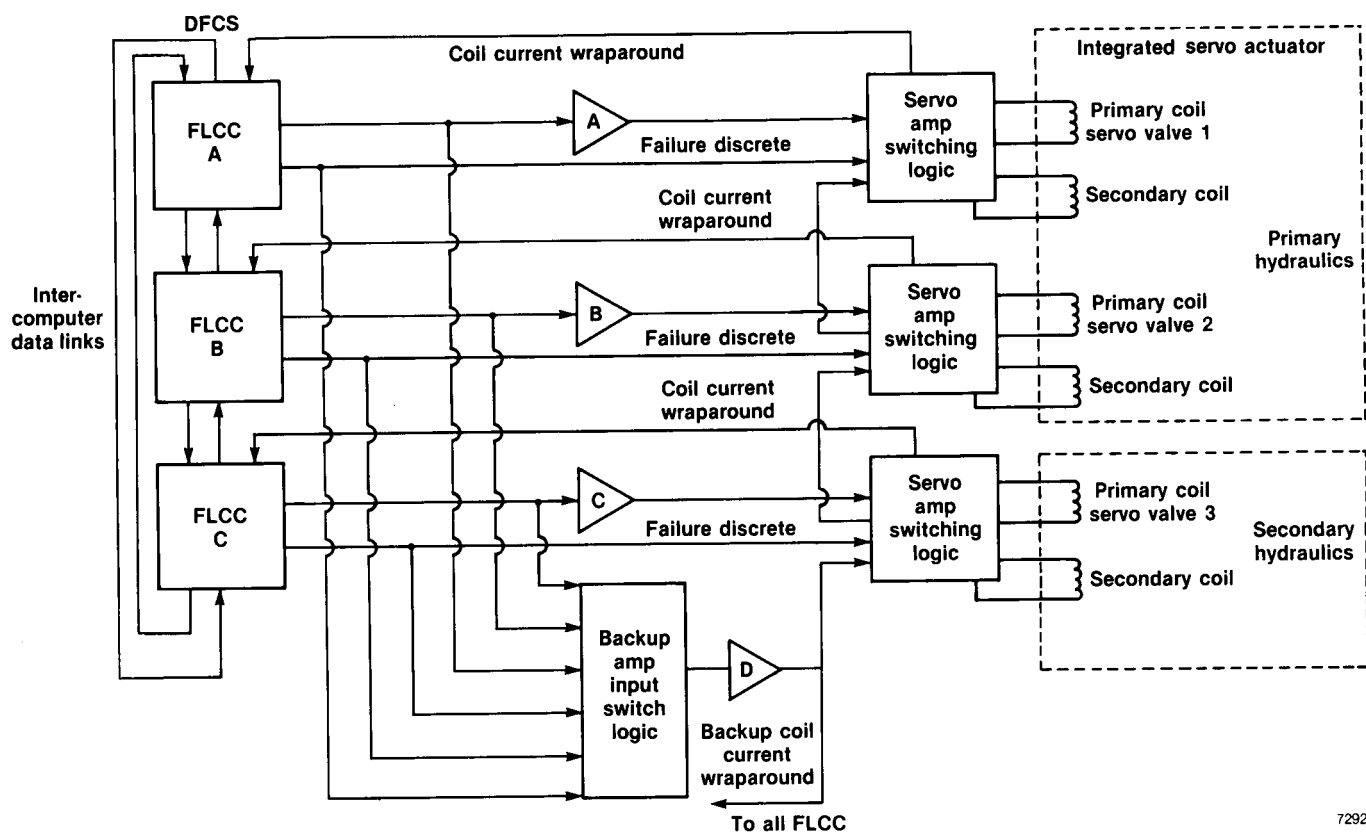 DFCS
Coil current wraparound
Integrated servo actuator
FLCC
A
A
Failure discrete
Servo
amp
switching
logic
Primary coil
servo valve 1
Secondary coil
Coil current
wraparound
Primary
hydraulics
Inter-
computer
data links
FLCC
B
B
Failure discrete
Servo
amp
switching
logic
Primary coil
servo valve 2
Secondary coil
Coil current
wraparound
FLCC
C
C
Failure discrete
Servo
amp
switching
logic
Primary coil
servo valve 3
Secondary
hydraulics
Secondary coil
Backup
amp
input
switch
logic
D
Backup coil
current
wraparound
To all FLCC
7292